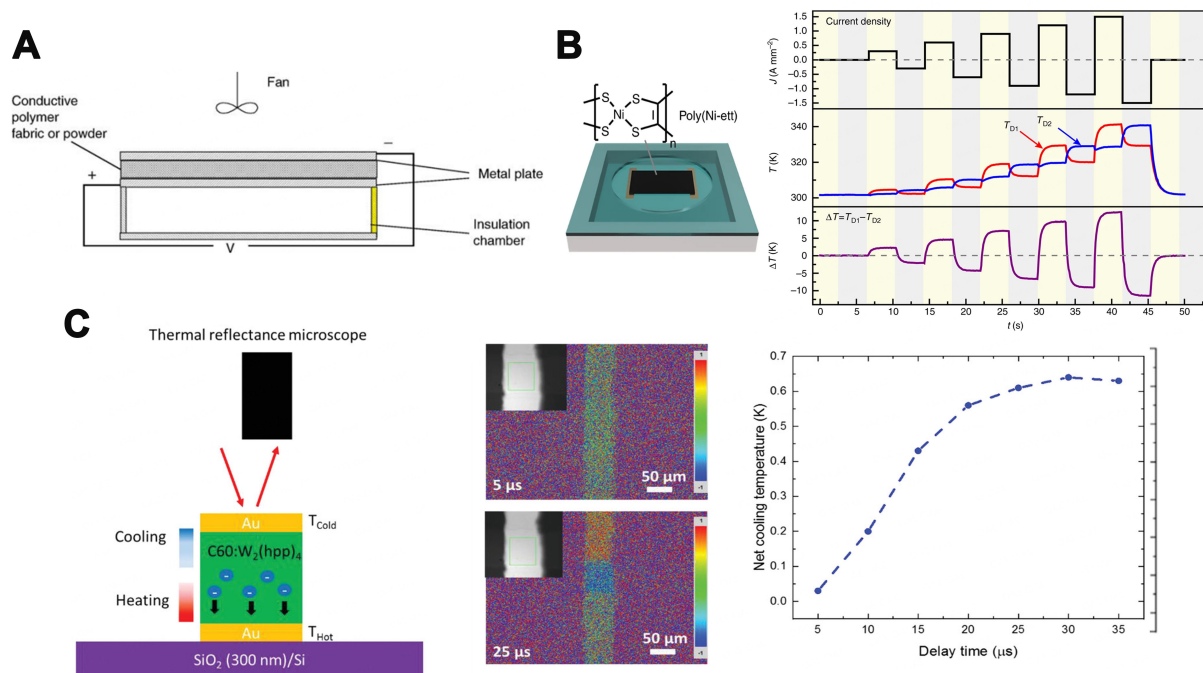 A
Fan
Conductive
polymer
fabric or powder
−
+
Metal plate
Insulation
chamber
V
B
S
S
S
S
Ni
n
Poly(Ni-ett)
Current density
J (A mm⁻²)
1.5
1.0
0.5
0.0
−0.5
−1.0
−1.5
T_D1
T_D2
T (K)
340
320
300
ΔT=T_D1−T_D2
ΔT (K)
10
5
0
−5
−10
0 5 10 15 20 25 30 35 40 45 50
t (s)
C
Thermal reflectance microscope
Au
T_Cold
Cooling
C60:W₂(hpp)₄
- - - - -
Heating
Au
T_Hot
SiO₂ (300 nm)/Si
1
5 µs
50 µm
-1
1
25 µs
50 µm
-1
Net cooling temperature (K)
0.7
0.6
0.5
0.4
0.3
0.2
0.1
0.0
5 10 15 20 25 30 35
Delay time (µs)